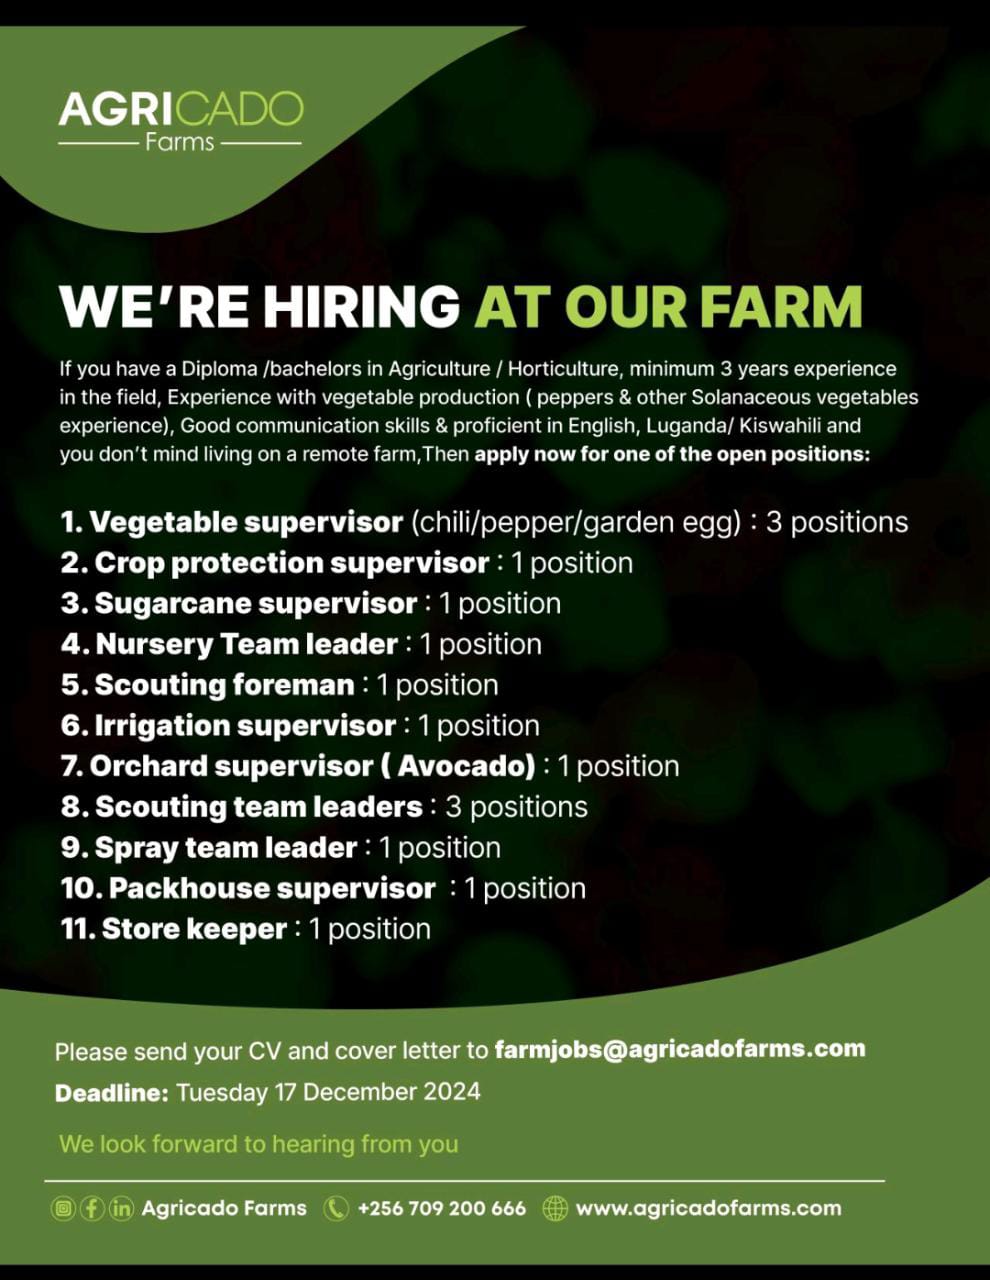 AGRICADO
Farms
WE’RE HIRING AT OUR FARM
If you have a Diploma /bachelors in Agriculture / Horticulture, minimum 3 years experience
in the field, Experience with vegetable production ( peppers & other Solanaceous vegetables
experience), Good communication skills & proficient in English, Luganda/ Kiswahili and
you don’t mind living on a remote farm,Then apply now for one of the open positions:
1. Vegetable supervisor (chili/pepper/garden egg) : 3 positions
2. Crop protection supervisor : 1 position
3. Sugarcane supervisor : 1 position
4. Nursery Team leader : 1 position
5. Scouting foreman : 1 position
6. Irrigation supervisor : 1 position
7. Orchard supervisor ( Avocado) : 1 position
8. Scouting team leaders : 3 positions
9. Spray team leader : 1 position
10. Packhouse supervisor : 1 position
11. Store keeper : 1 position
Please send your CV and cover letter to farmjobs@agricadofarms.com
Deadline: Tuesday 17 December 2024
We look forward to hearing from you
Agricado Farms +256 709 200 666 www.agricadofarms.com